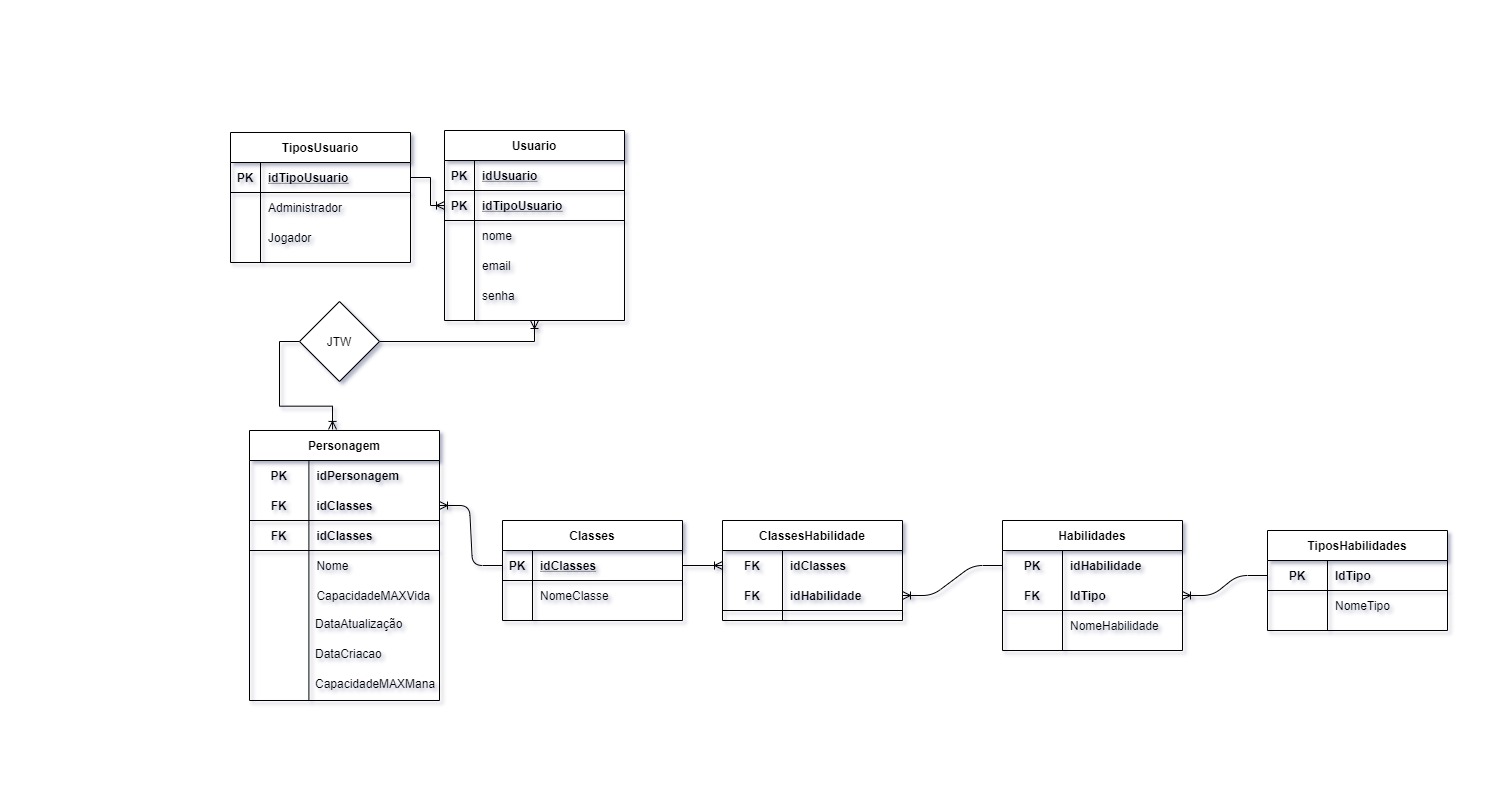 TiposUsuario
PK idTipoUsuario
Administrador
Jogador
Usuario
PK idUsuario
PK idTipoUsuario
nome
email
senha
JTW
Personagem
PK idPersonagem
FK idClasses
FK idClasses
Nome
CapacidadeMAXVida
DataAtualização
DataCriacao
CapacidadeMAXMana
Classes
PK idClasses
NomeClasse
ClassesHabilidade
FK idClasses
FK idHabilidade
Habilidades
PK idHabilidade
FK IdTipo
NomeHabilidade
TiposHabilidades
PK IdTipo
NomeTipo